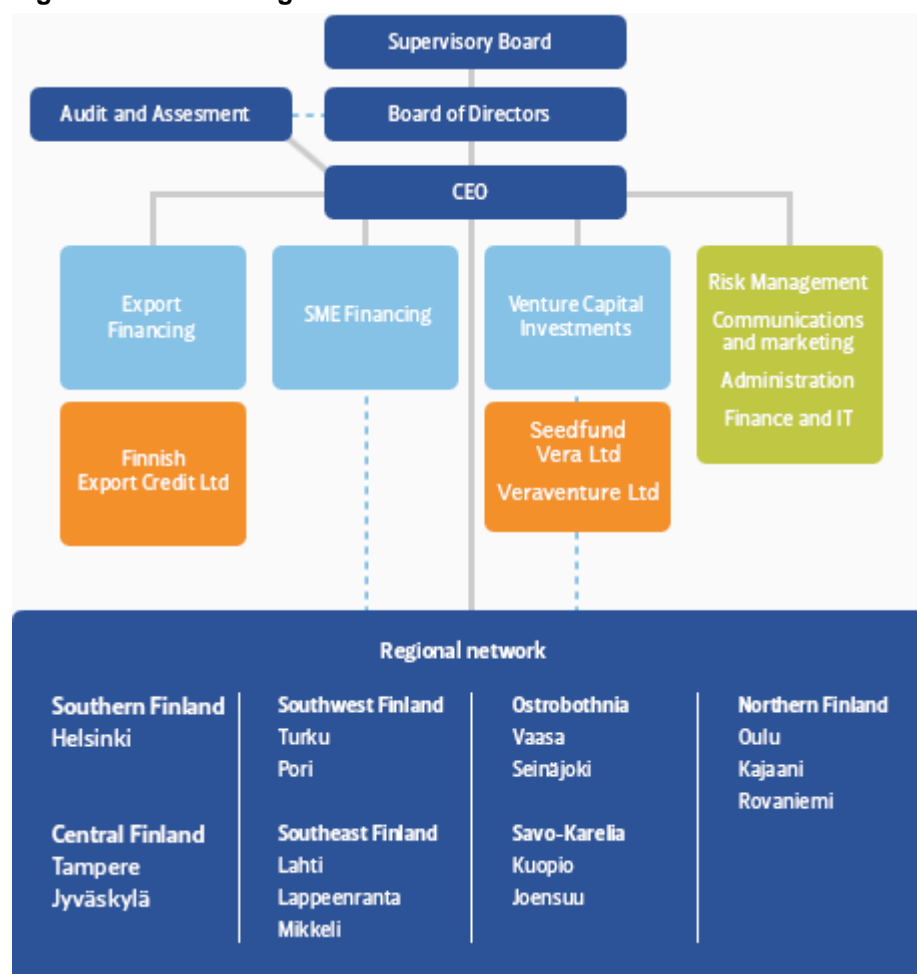 Supervisory Board
Audit and Assesment
Board of Directors
CEO
Export
Financing
SME Financing
Venture Capital
Investments
Risk Management
Communications
and marketing
Administration
Finance and IT
Finnish
Export Credit Ltd
Seedfund
Vera Ltd
Veraventure Ltd
Regional network
Southern Finland
Helsinki
Central Finland
Tampere
Jyväskylä
Southwest Finland
Turku
Pori
Southeast Finland
Lahti
Lappeenranta
Mikkeli
Ostrobothnia
Vaasa
Seinäjoki
Savo-Karelia
Kuopio
Joensuu
Northern Finland
Oulu
Kajaani
Rovaniemi